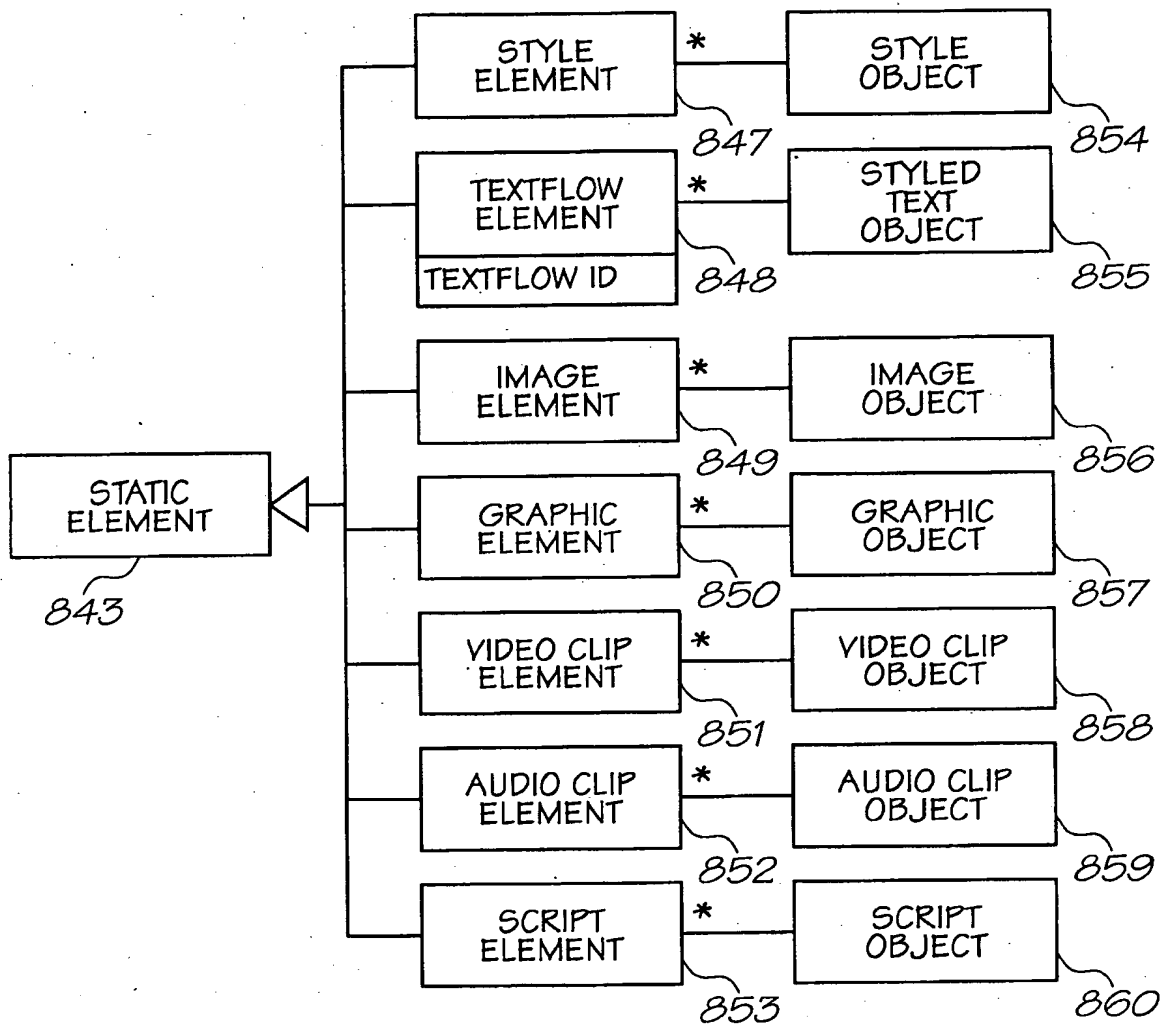 STYLE
ELEMENT
*
847
STYLE
OBJECT
854
TEXTFLOW
ELEMENT
TEXTFLOW ID
*
848
STYLED
TEXT
OBJECT
855
IMAGE
ELEMENT
*
849
IMAGE
OBJECT
856
STATIC
ELEMENT
843
GRAPHIC
ELEMENT
*
850
GRAPHIC
OBJECT
857
VIDEO CLIP
ELEMENT
*
851
VIDEO CLIP
OBJECT
858
AUDIO CLIP
ELEMENT
*
852
AUDIO CLIP
OBJECT
859
SCRIPT
ELEMENT
*
853
SCRIPT
OBJECT
860